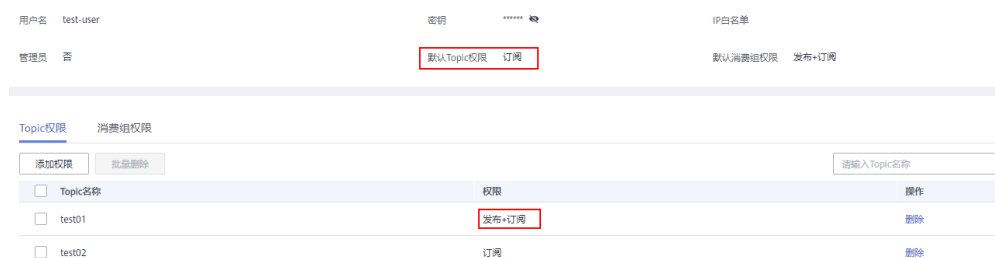 用户名 test-user 密钥 ****** IP白名单
管理员 否 默认Topic权限 订阅 默认消费组权限 发布+订阅
Topic权限 消费组权限
添加权限 批量删除 请输入Topic名称
Topic名称 权限 操作
test01 发布+订阅 删除
test02 订阅 删除